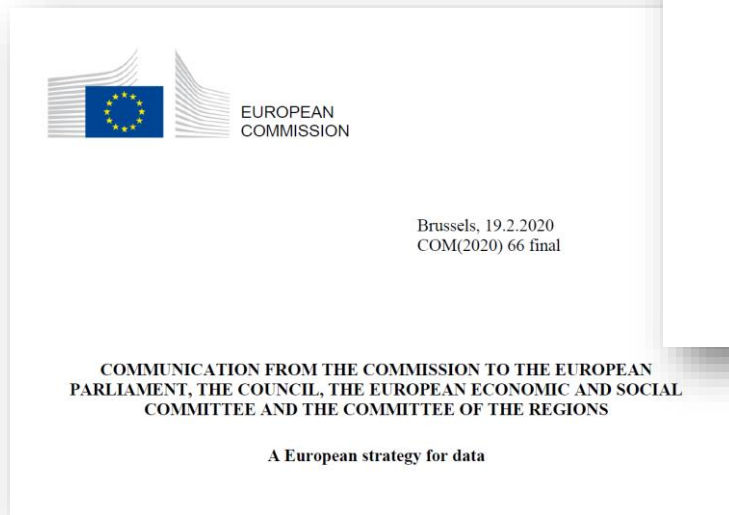 EUROPEAN
COMMISSION
Brussels, 19.2.2020
COM(2020) 66 final
COMMUNICATION FROM THE COMMISSION TO THE EUROPEAN
PARLIAMENT, THE COUNCIL, THE EUROPEAN ECONOMIC AND SOCIAL
COMMITTEE AND THE COMMITTEE OF THE REGIONS
A European strategy for data